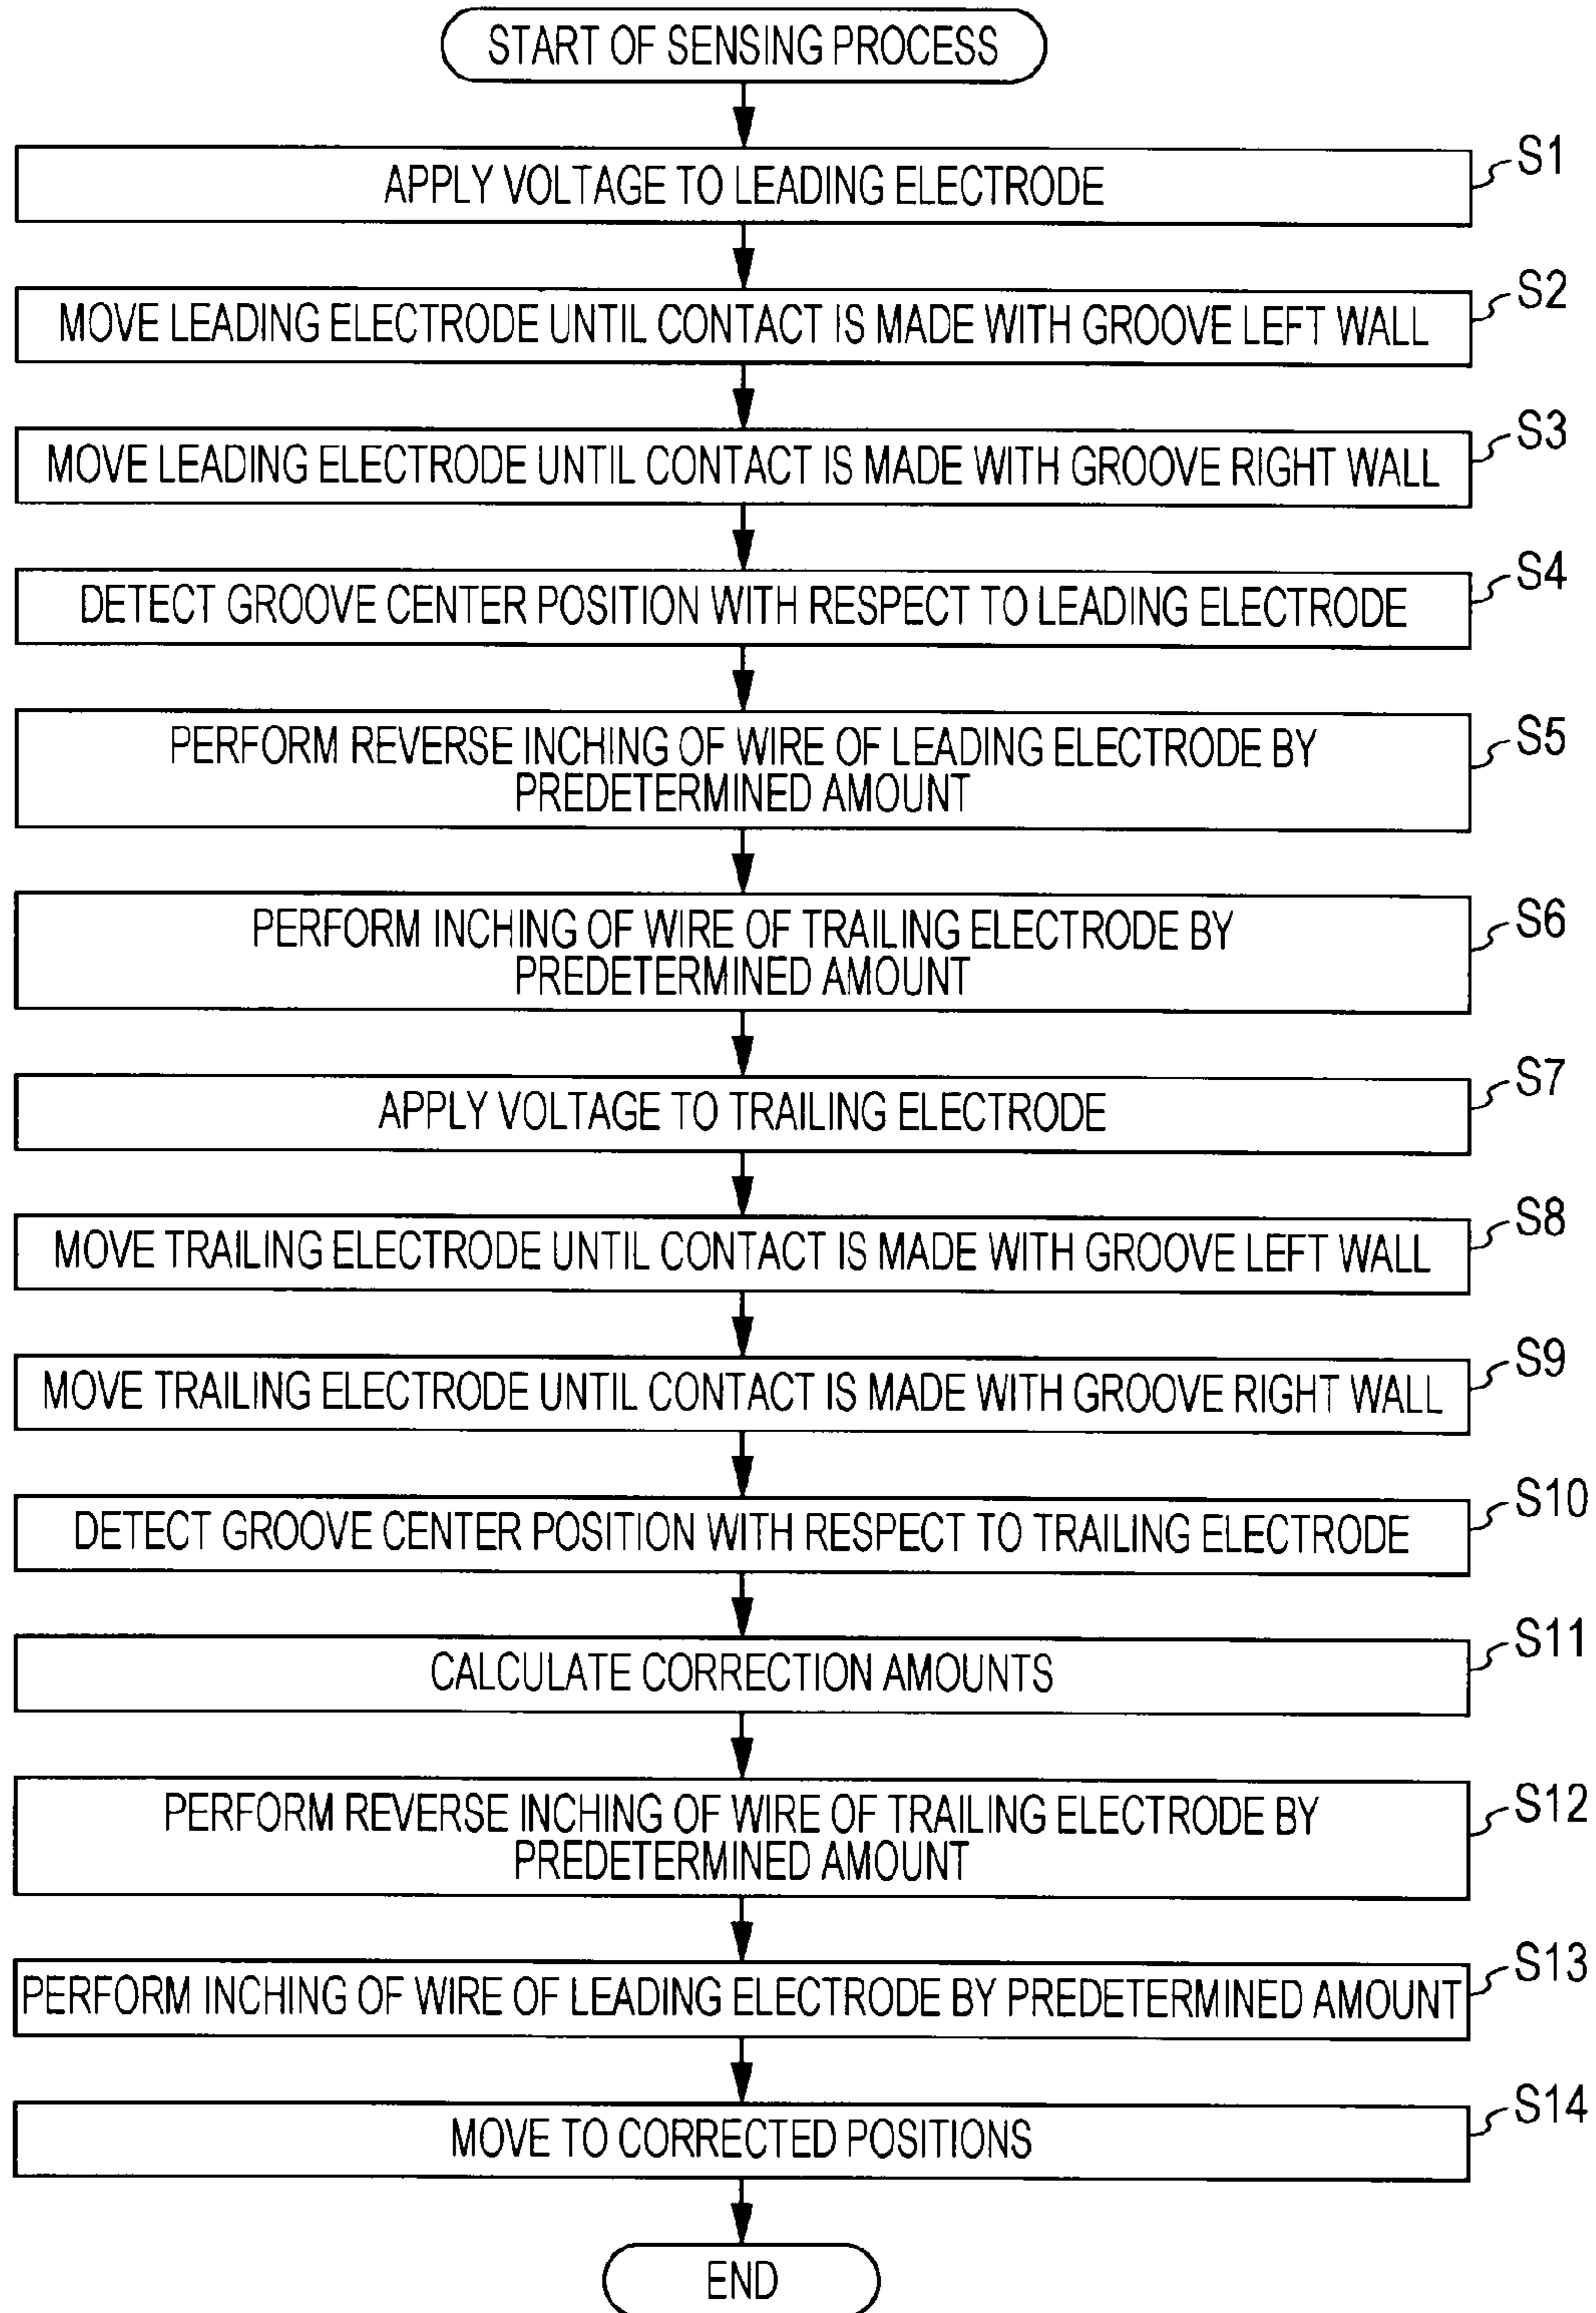 START OF SENSING PROCESS
S1
APPLY VOLTAGE TO LEADING ELECTRODE
S2
MOVE LEADING ELECTRODE UNTIL CONTACT IS MADE WITH GROOVE LEFT WALL
S3
MOVE LEADING ELECTRODE UNTIL CONTACT IS MADE WITH GROOVE RIGHT WALL
S4
DETECT GROOVE CENTER POSITION WITH RESPECT TO LEADING ELECTRODE
S5
PERFORM REVERSE INCHING OF WIRE OF LEADING ELECTRODE BY
PREDETERMINED AMOUNT
S6
PERFORM INCHING OF WIRE OF TRAILING ELECTRODE BY
PREDETERMINED AMOUNT
S7
APPLY VOLTAGE TO TRAILING ELECTRODE
S8
MOVE TRAILING ELECTRODE UNTIL CONTACT IS MADE WITH GROOVE LEFT WALL
S9
MOVE TRAILING ELECTRODE UNTIL CONTACT IS MADE WITH GROOVE RIGHT WALL
S10
DETECT GROOVE CENTER POSITION WITH RESPECT TO TRAILING ELECTRODE
S11
CALCULATE CORRECTION AMOUNTS
S12
PERFORM REVERSE INCHING OF WIRE OF TRAILING ELECTRODE BY
PREDETERMINED AMOUNT
S13
PERFORM INCHING OF WIRE OF LEADING ELECTRODE BY PREDETERMINED AMOUNT
S14
MOVE TO CORRECTED POSITIONS
END